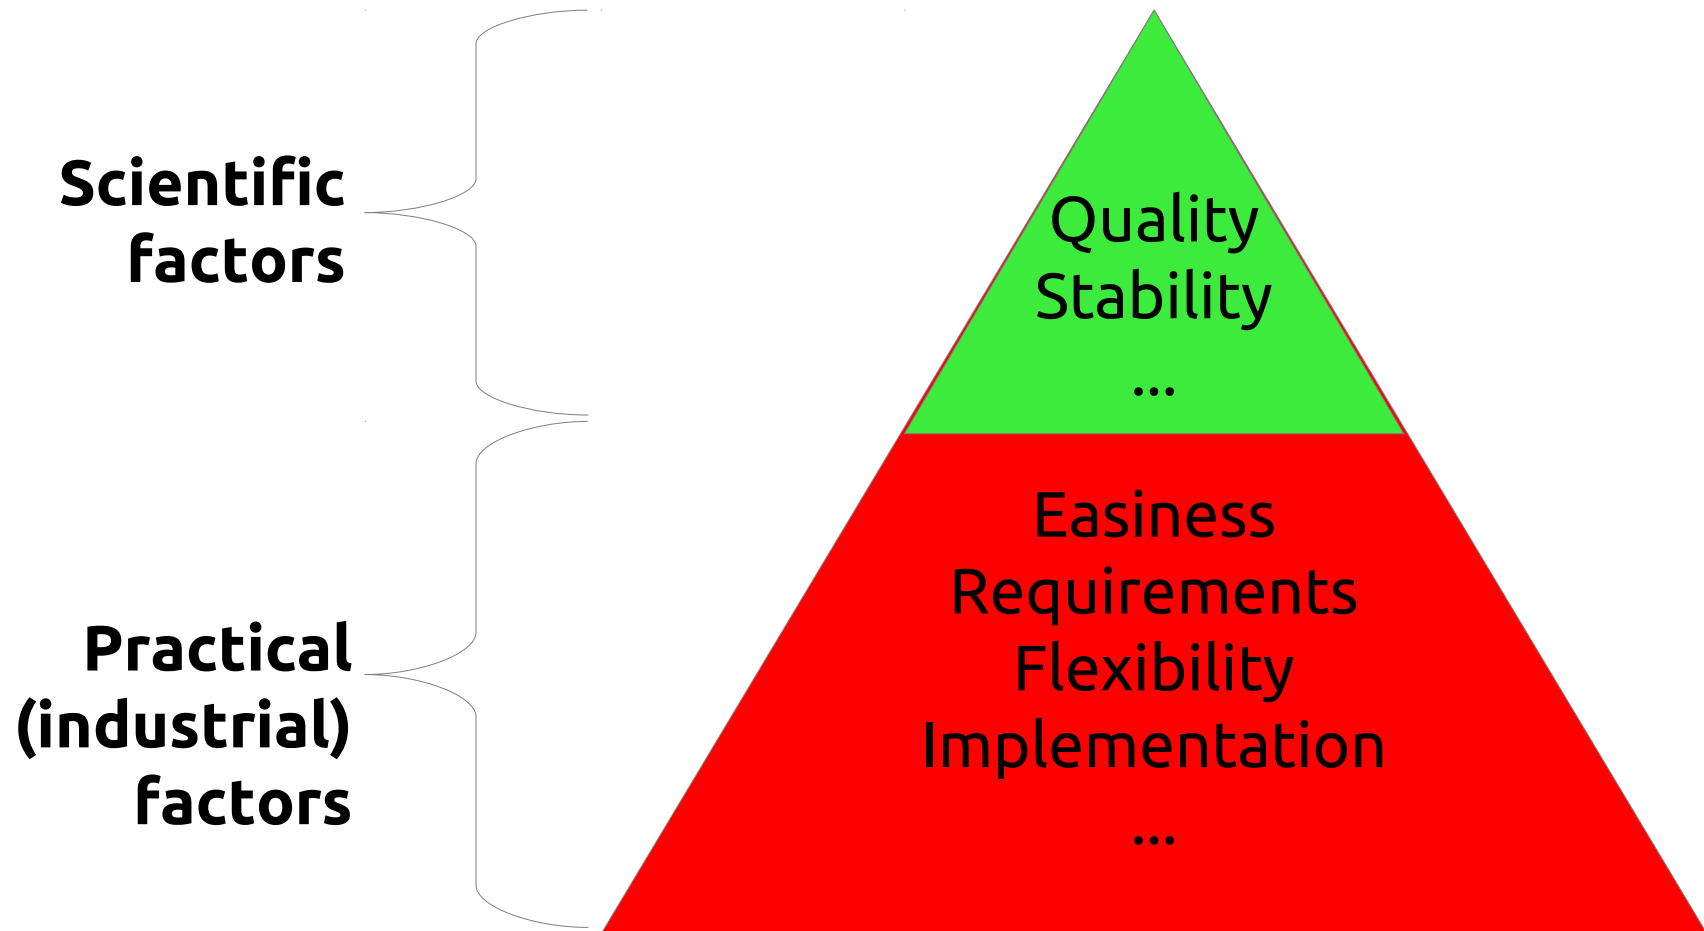 Scientific
factors
Quality
Stability
...
Practical
(industrial)
factors
Easiness
Requirements
Flexibility
Implementation
...